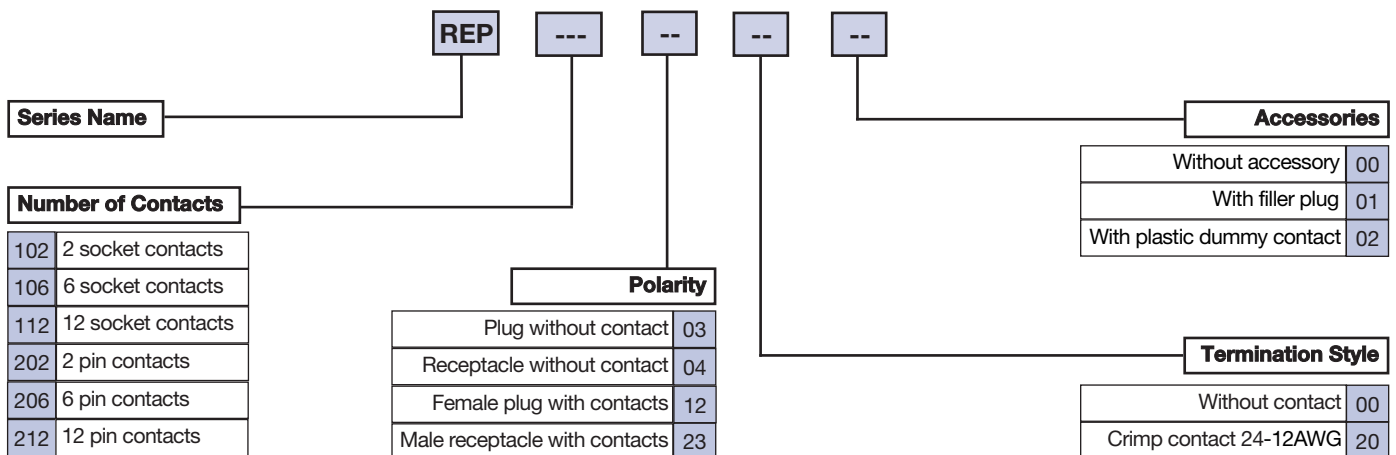 REP --- -- -- --
Series Name
Number of Contacts
102 2 socket contacts
106 6 socket contacts
112 12 socket contacts
202 2 pin contacts
206 6 pin contacts
212 12 pin contacts
Polarity
Plug without contact 03
Receptacle without contact 04
Female plug with contacts 12
Male receptacle with contacts 23
Accessories
Without accessory 00
With filler plug 01
With plastic dummy contact 02
Termination Style
Without contact 00
Crimp contact 24-12AWG 20